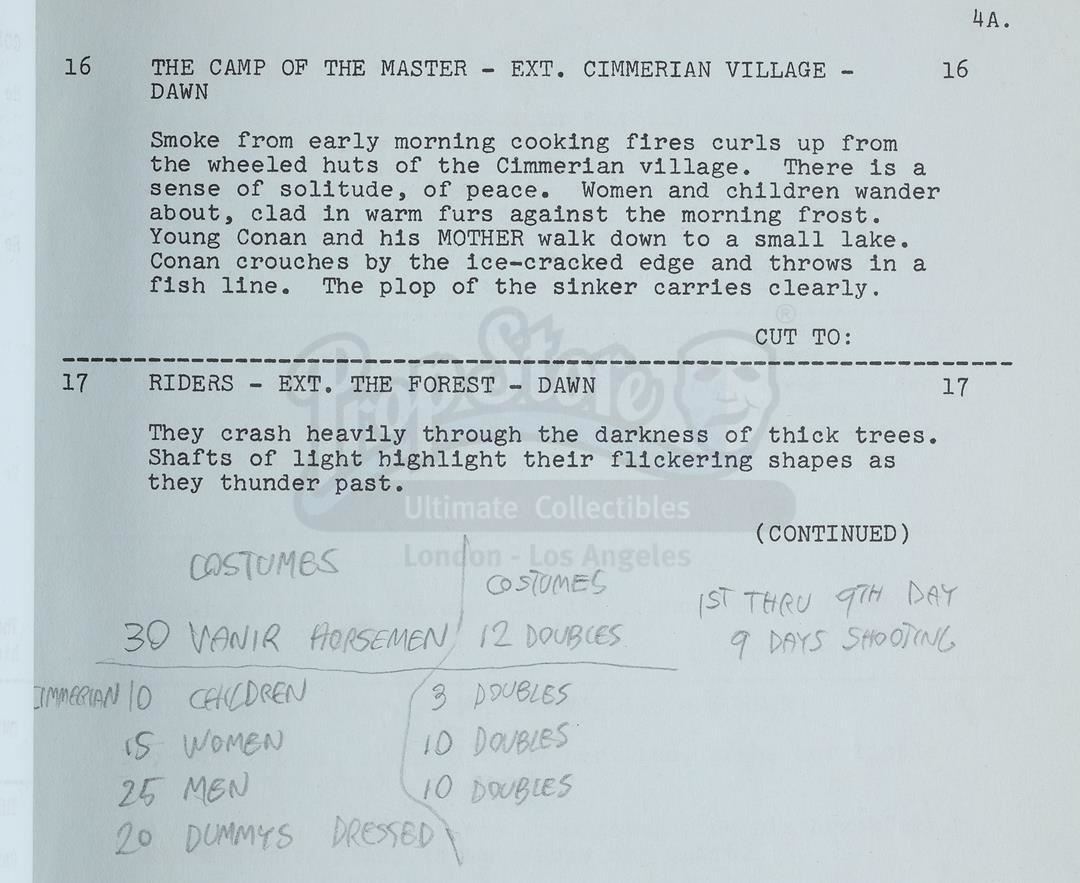 4A.
16 THE CAMP OF THE MASTER - EXT. CIMMERIAN VILLAGE - 16
DAWN
Smoke from early morning cooking fires curls up from
the wheeled huts of the Cimmerian village. There is a
sense of solitude, of peace. Women and children wander
about, clad in warm furs against the morning frost.
Young Conan and his MOTHER walk down to a small lake.
Conan crouches by the ice-cracked edge and throws in a
fish line. The plop of the sinker carries clearly.
CUT TO:
17 RIDERS - EXT. THE FOREST - DAWN 17
They crash heavily through the darkness of thick trees.
Shafts of light highlight their flickering shapes as
they thunder past.
(CONTINUED)
PropStore ®
Ultimate Collectibles
London - Los Angeles
COSTUMES COSTUMES 1ST THRU 9TH DAY
30 VANIR HORSEMEN 12 DOUBLES 9 DAYS SHOOTING
IMMERIAN 10 CHILDREN 3 DOUBLES
15 WOMEN 10 DOUBLES
25 MEN 10 DOUBLES
20 DUMMYS DRESSED